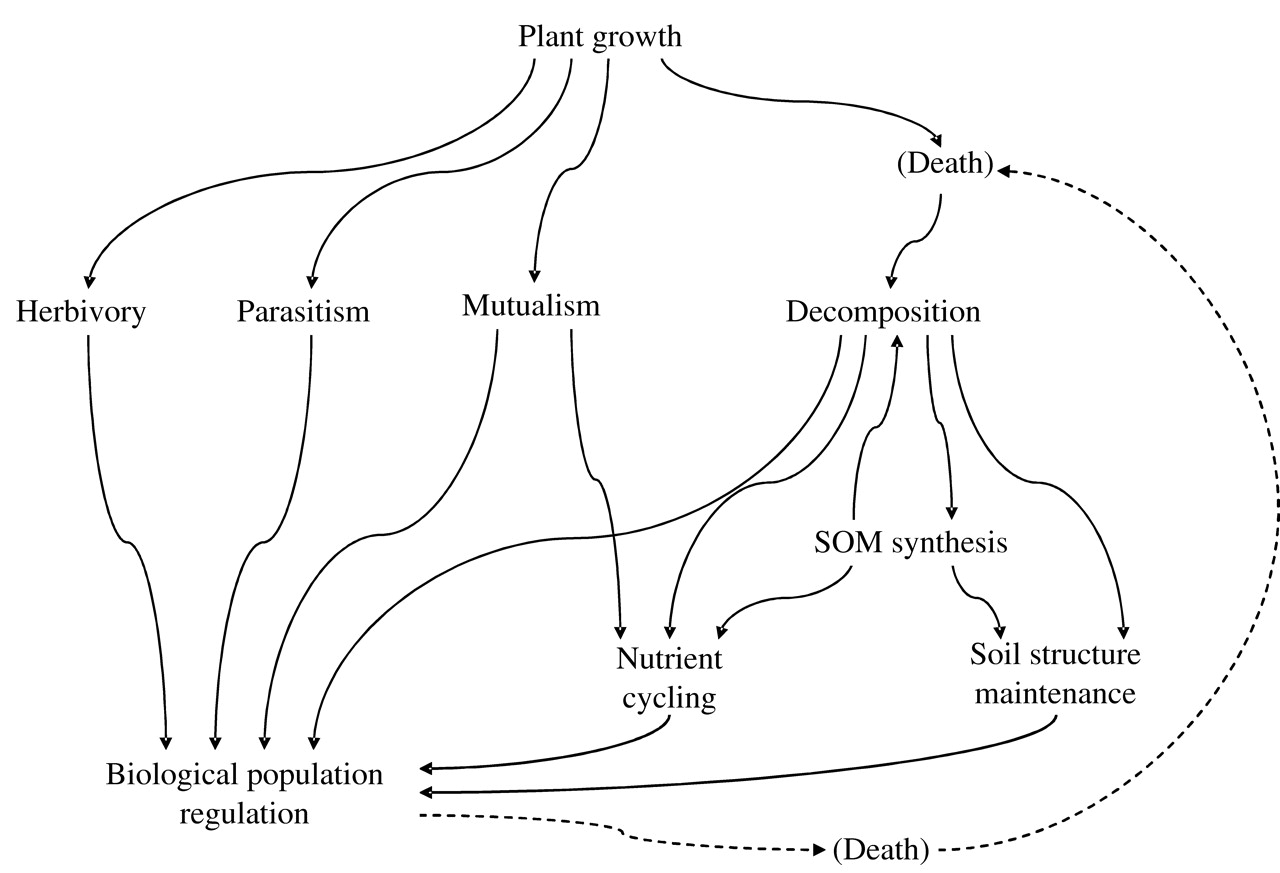 Plant growth
(Death)
Herbivory
Parasitism
Mutualism
Decomposition
SOM synthesis
Nutrient
cycling
Soil structure
maintenance
Biological population
regulation
(Death)